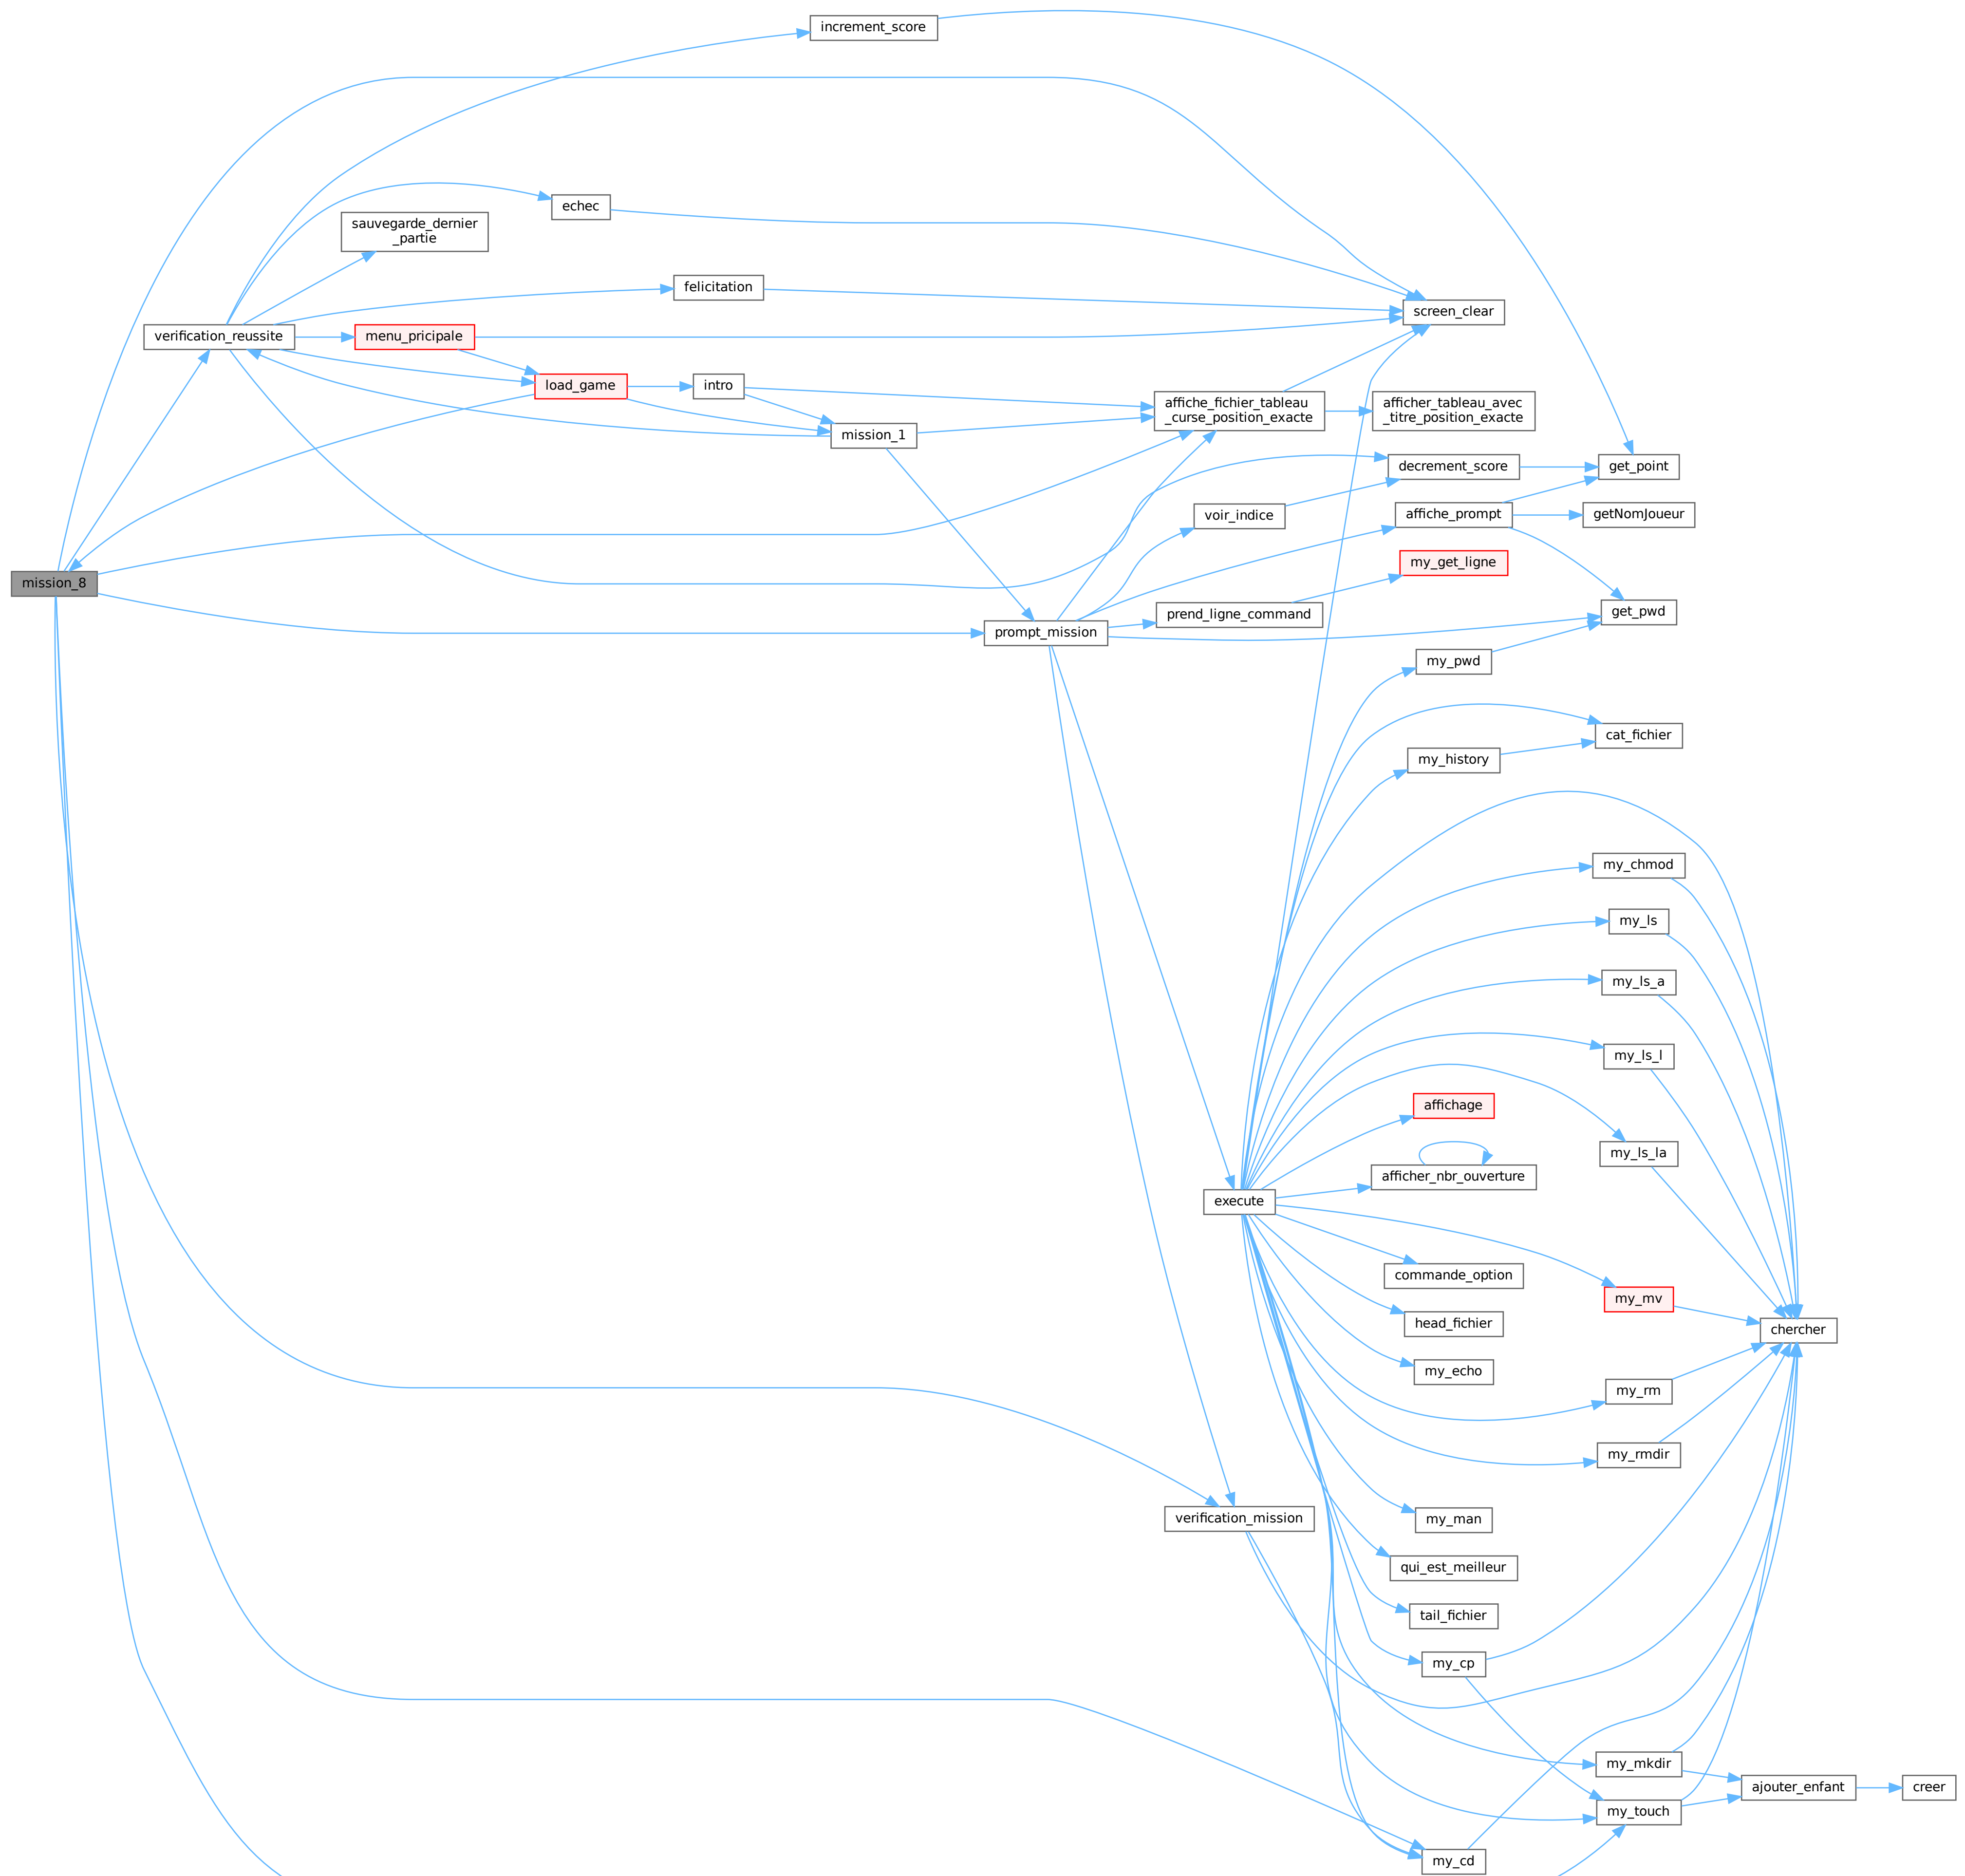 increment_score
echec
sauvegarde_dernier
_partie
felicitation
screen_clear
verification_reussite
menu_pricipale
load_game
intro
affiche_fichier_tableau
_curse_position_exacte
afficher_tableau_avec
_titre_position_exacte
mission_1
decrement_score
get_point
voir_indice
affiche_prompt
getNomJoueur
my_get_ligne
mission_8
prend_ligne_command
get_pwd
prompt_mission
my_pwd
cat_fichier
my_history
my_chmod
my_ls
my_ls_a
my_ls_l
affichage
my_ls_la
afficher_nbr_ouverture
execute
commande_option
my_mv
head_fichier
chercher
my_echo
my_rm
my_rmdir
verification_mission
my_man
qui_est_meilleur
tail_fichier
my_cp
my_mkdir
ajouter_enfant
creer
my_touch
my_cd